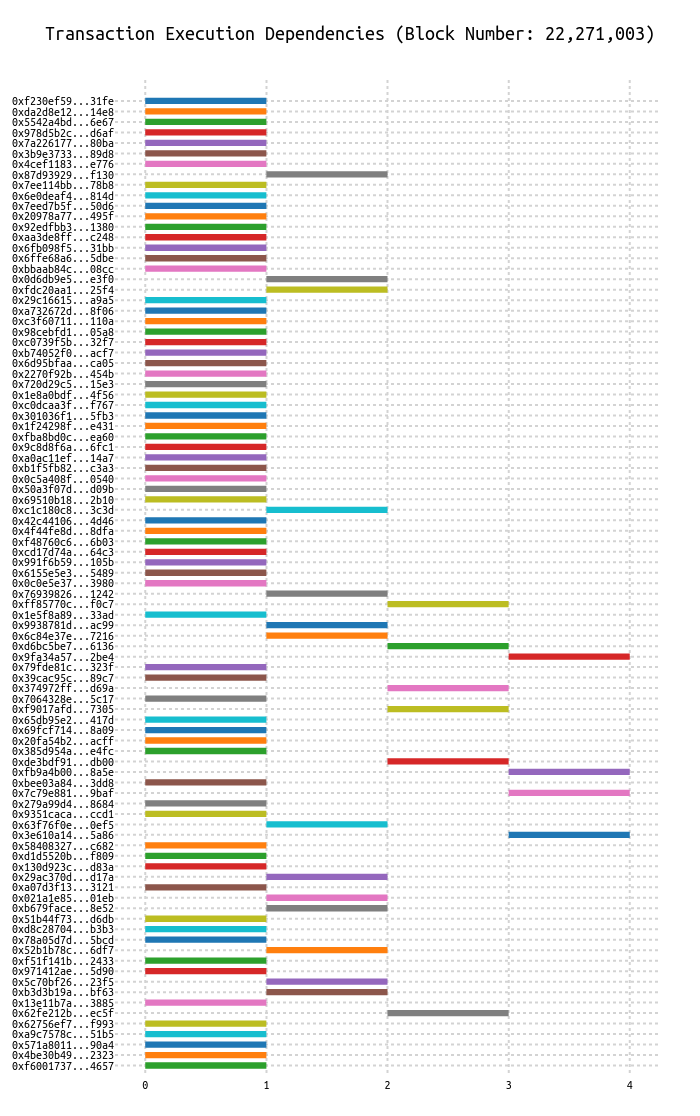 Transaction Execution Dependencies (Block Number: 22,271,003)
0xf230ef59...31fe
0xda2d8e12...14e8
0x5542a4bd...6e67
0x978d5b2c...d6af
0x7a226177...80ba
0x3b9e3733...89d8
0x4cef1183...e776
0x87d93929...f130
0x7ee114bb...78b8
0x6e0deaf4...814d
0x7eed7b5f...50d6
0x20978a77...495f
0x92edfbb3...1380
0xaa3de8ff...c248
0x6fb098f5...31bb
0x6ffe68a6...5dbe
0xbbaab84c...08cc
0x0d6db9e5...e3f0
0xfdc20aa1...25f4
0x29c16615...a9a5
0xa732672d...8f06
0xc3f60711...110a
0x98cebfd1...05a8
0xc0739f5b...32f7
0xb74052f0...acf7
0x6d95bfaa...ca05
0x2270f92b...454b
0x720d29c5...15e3
0x1e8a0bdf...4f56
0xc0dcaa3f...f767
0x301036f1...5fb3
0x1f24298f...e431
0xfba8bd0c...ea60
0x9c8d8f6a...6fc1
0xa0ac11ef...14a7
0xb1f5fb82...c3a3
0x0c5a408f...0540
0x50a3f07d...d09b
0x69510b18...2b10
0xc1c180c8...3c3d
0x42c44106...4d46
0x4f44fe8d...8dfa
0xf48760c6...6b03
0xcd17d74a...64c3
0x991f6b59...105b
0x6155e5e3...5489
0x0c0e5e37...3980
0x76939826...1242
0xff85770c...f0c7
0x1e5f8a89...33ad
0x9938781d...ac99
0x6c84e37e...7216
0xd6bc5be7...6136
0x9fa34a57...2be4
0x79fde81c...323f
0x39cac95c...89c7
0x374972ff...d69a
0x7064328e...5c17
0xf9017afd...7305
0x65db95e2...417d
0x69fcf714...8a09
0x20fa54b2...acff
0x385d954a...e4fc
0xde3bdf91...db00
0xfb9a4b00...8a5e
0xbee03a84...3dd8
0x7c79e881...9baf
0x279a99d4...8684
0x9351caca...ccd1
0x63f76f0e...0ef5
0x3e610a14...5a86
0x58408327...c682
0xd1d5520b...f809
0x130d923c...d83a
0x29ac370d...d17a
0xa07d3f13...3121
0x021a1e85...01eb
0xb679face...8e52
0x51b44f73...d6db
0xd8c28704...b3b3
0x78a05d7d...5bcd
0x52b1b78c...6df7
0xf51f141b...2433
0x971412ae...5d90
0x5c70bf26...23f5
0xb3d3b19a...bf63
0x13e11b7a...3885
0x62fe212b...ec5f
0x62756ef7...f993
0xa9c7578c...51b5
0x571a8011...90a4
0x4be30b49...2323
0xf6001737...4657
0 1 2 3 4